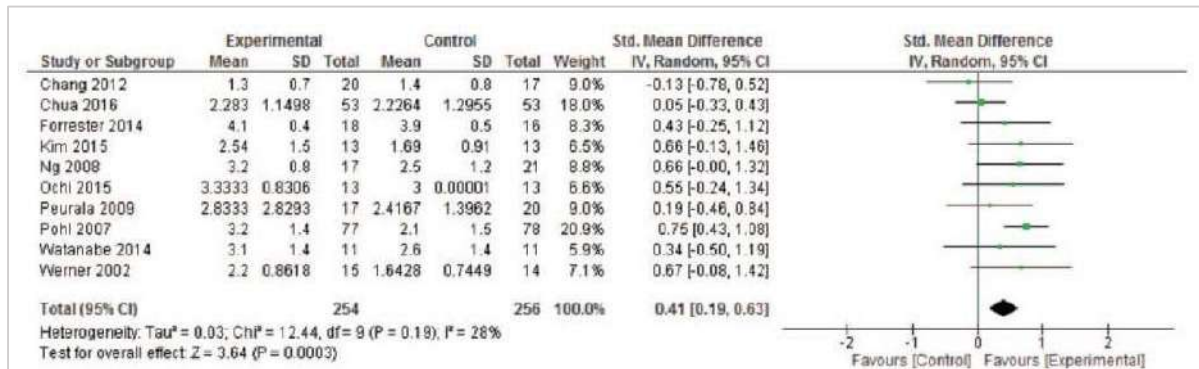 Experimental Control Std. Mean Difference Std. Mean Difference
Study or Subgroup Mean SD Total Mean SD Total Weight IV, Random, 95% CI IV, Random, 95% CI
Chang 2012 1.3 0.7 20 1.4 0.8 17 9.0% -0.13 [-0.78, 0.52]
Chua 2016 2.283 1.1498 53 2.2264 1.2955 53 18.0% 0.05 [-0.33, 0.43]
Forrester 2014 4.1 0.4 18 3.9 0.5 16 8.3% 0.43 [-0.25, 1.12]
Kim 2015 2.54 1.5 13 1.69 0.91 13 6.5% 0.66 [-0.13, 1.46]
Ng 2008 3.2 0.8 17 2.5 1.2 21 8.8% 0.66 [-0.00, 1.32]
Ochi 2015 3.3333 0.8306 13 3 0.00001 13 6.6% 0.55 [-0.24, 1.34]
Peurala 2009 2.8333 2.8293 17 2.4167 1.3962 20 9.0% 0.19 [-0.46, 0.84]
Pohl 2007 3.2 1.4 77 2.1 1.5 78 20.9% 0.75 [0.43, 1.08]
Watanabe 2014 3.1 1.4 11 2.6 1.4 11 5.9% 0.34 [-0.50, 1.19]
Werner 2002 2.2 0.8618 15 1.6428 0.7449 14 7.1% 0.67 [-0.08, 1.42]
Total (95% CI) 254 256 100.0% 0.41 [0.19, 0.63]
Heterogeneity: Tau² = 0.03; Chi² = 12.44, df = 9 (P = 0.19); I² = 28%
Test for overall effect: Z = 3.64 (P = 0.0003)
-2 -1 0 1 2
Favours [Control] Favours [Experimental]